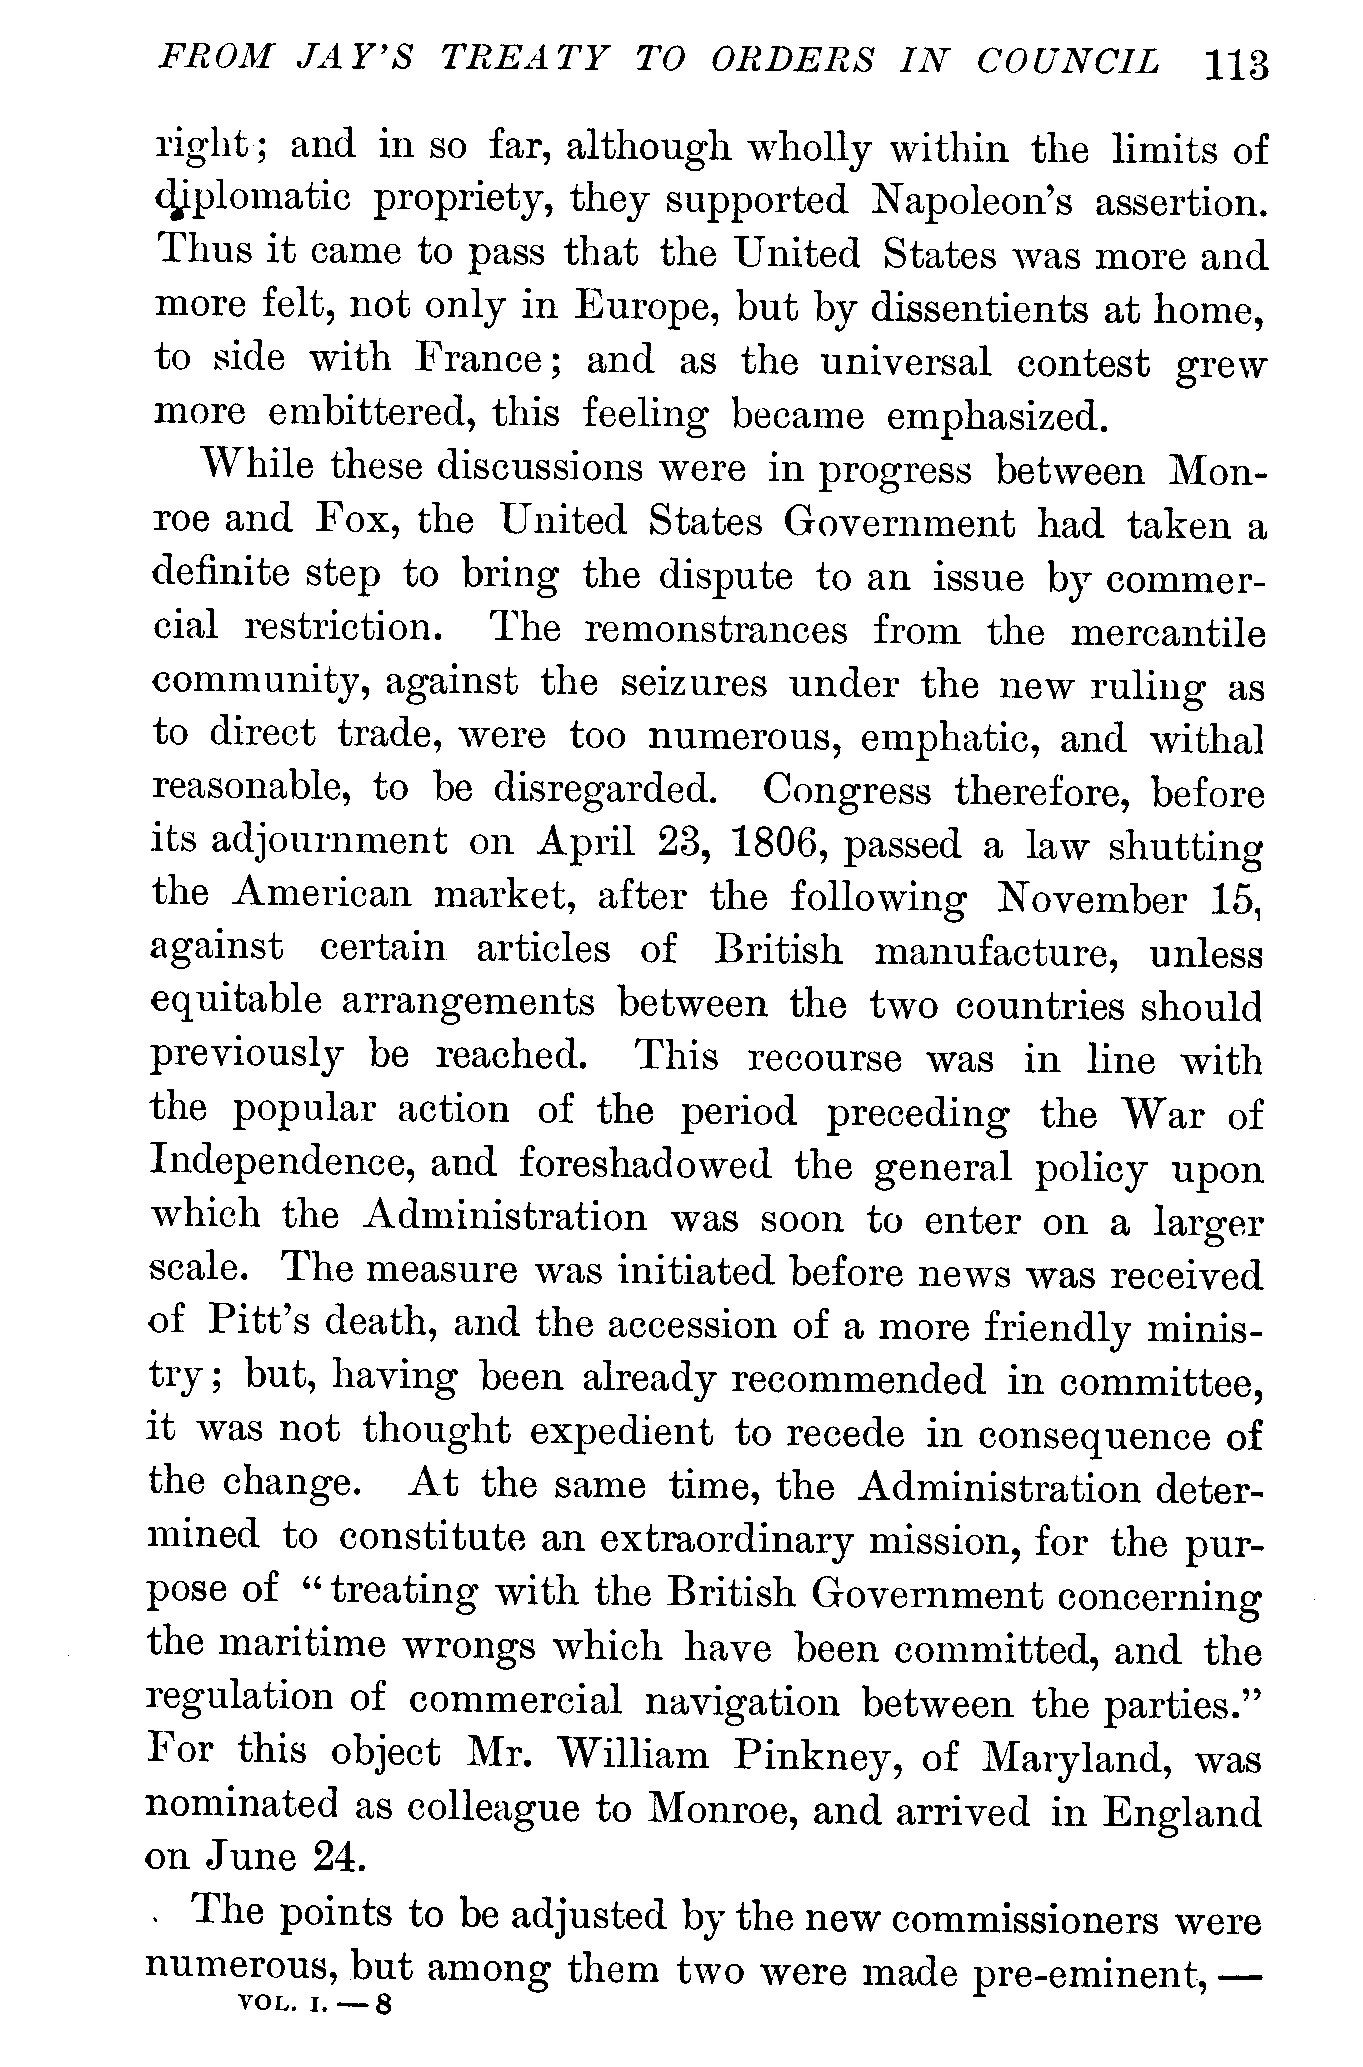 FROM JAY'S TREATY TO ORDERS IN COUNCIL 113
right; and in so far, although wholly within the limits of
diplomatic propriety, they supported Napoleon's assertion.
Thus it came to pass that the United States was more and
more felt, not only in Europe, but by dissentients at home,
to side with France; and as the universal contest grew
more embittered, this feeling became emphasized.
While these discussions were in progress between Mon-
roe and Fox, the United States Government had taken a
definite step to bring the dispute to an issue by commer-
cial restriction. The remonstrances from the mercantile
community, against the seizures under the new ruling as
to direct trade, were too numerous, emphatic, and withal
reasonable, to be disregarded. Congress therefore, before
its adjournment on April 23, 1806, passed a law shutting
the American market, after the following November 15,
against certain articles of British manufacture, unless
equitable arrangements between the two countries should
previously be reached. This recourse was in line with
the popular action of the period preceding the War of
Independence, and foreshadowed the general policy upon
which the Administration was soon to enter on a larger
scale. The measure was initiated before news was received
of Pitt's death, and the accession of a more friendly minis-
try; but, having been already recommended in committee,
it was not thought expedient to recede in consequence of
the change. At the same time, the Administration deter-
mined to constitute an extraordinary mission, for the pur-
pose of "treating with the British Government concerning
the maritime wrongs which have been committed, and the
regulation of commercial navigation between the parties."
For this object Mr. William Pinkney, of Maryland, was
nominated as colleague to Monroe, and arrived in England
on June 24.
The points to be adjusted by the new commissioners were
numerous, but among them two were made pre-eminent, —
VOL. I. — 8